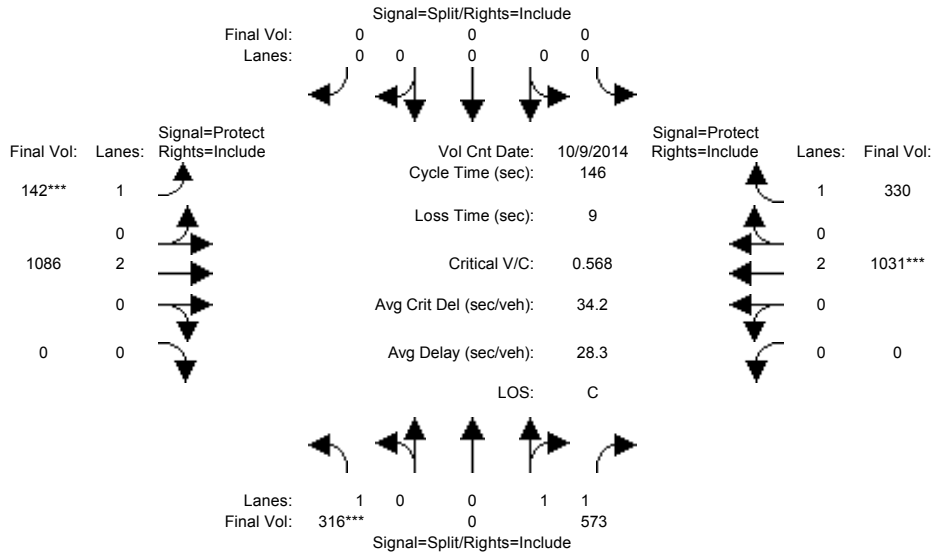 Signal=Split/Rights=Include
Final Vol: 0 0 0
Lanes: 0 0 0 0 0
Signal=Protect Signal=Protect
Final Vol: Lanes: Rights=Include Vol Cnt Date: 10/9/2014 Rights=Include Lanes: Final Vol:
Cycle Time (sec): 146
142*** 1 1 330
Loss Time (sec): 9
0 0
1086 2 Critical V/C: 0.568 2 1031***
0 Avg Crit Del (sec/veh): 34.2 0
0 0 Avg Delay (sec/veh): 28.3 0 0
LOS: C
Lanes: 1 0 0 1 1
Final Vol: 316*** 0 573
Signal=Split/Rights=Include